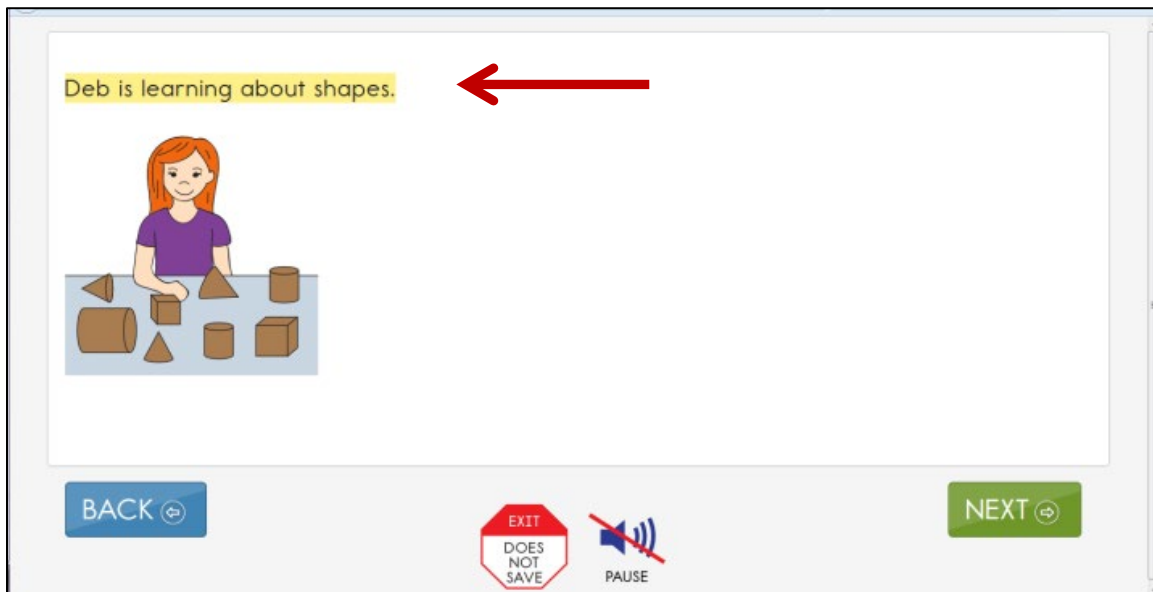 Deb is learning about shapes.
BACK
NEXT
EXIT
DOES
NOT
SAVE
PAUSE